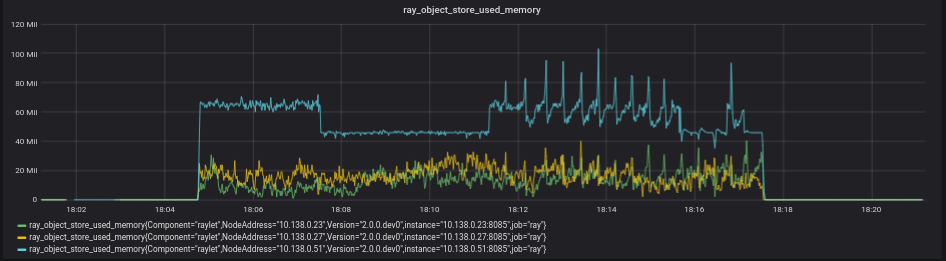 ray_object_store_used_memory
120 Mil
100 Mil
80 Mil
60 Mil
40 Mil
20 Mil
0
18:02 18:04 18:06 18:08 18:10 18:12 18:14 18:16 18:18 18:20
ray_object_store_used_memory{Component="raylet",NodeAddress="10.138.0.23",Version="2.0.0.dev0",instance="10.138.0.23:8085",job="ray"}
ray_object_store_used_memory{Component="raylet",NodeAddress="10.138.0.27",Version="2.0.0.dev0",instance="10.138.0.27:8085",job="ray"}
ray_object_store_used_memory{Component="raylet",NodeAddress="10.138.0.51",Version="2.0.0.dev0",instance="10.138.0.51:8085",job="ray"}